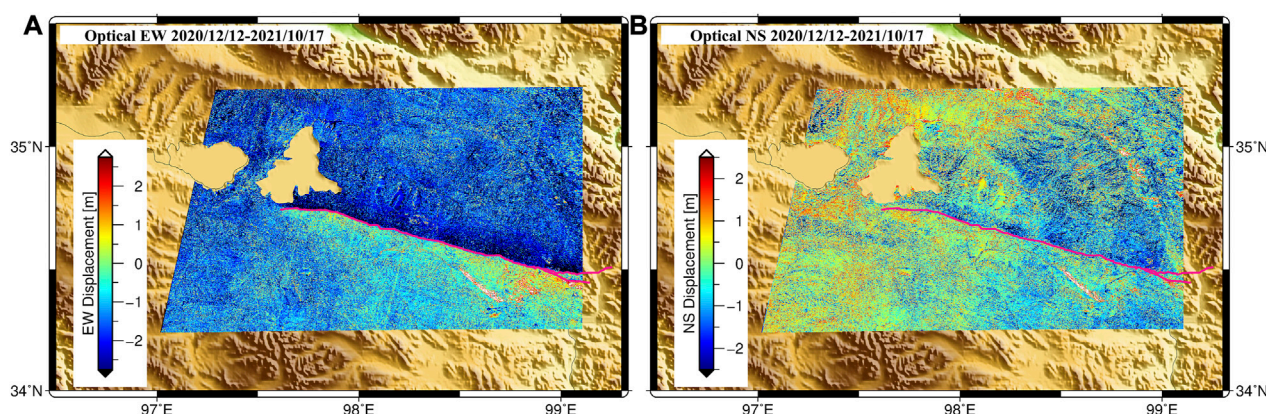 A
Optical EW 2020/12/12-2021/10/17
35°N
34°N
EW Displacement [m]
2
1
0
−1
−2
97°E
98°E
99°E
B
Optical NS 2020/12/12-2021/10/17
NS Displacement [m]
2
1
0
−1
−2
35°N
34°N
97°E
98°E
99°E